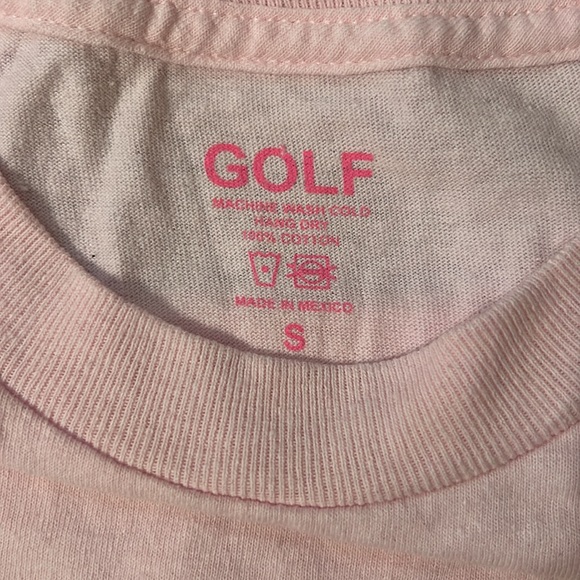 GOLF
MACHINE WASH COLD
HANG DRY
100% COTTON
MADE IN MEXICO
S